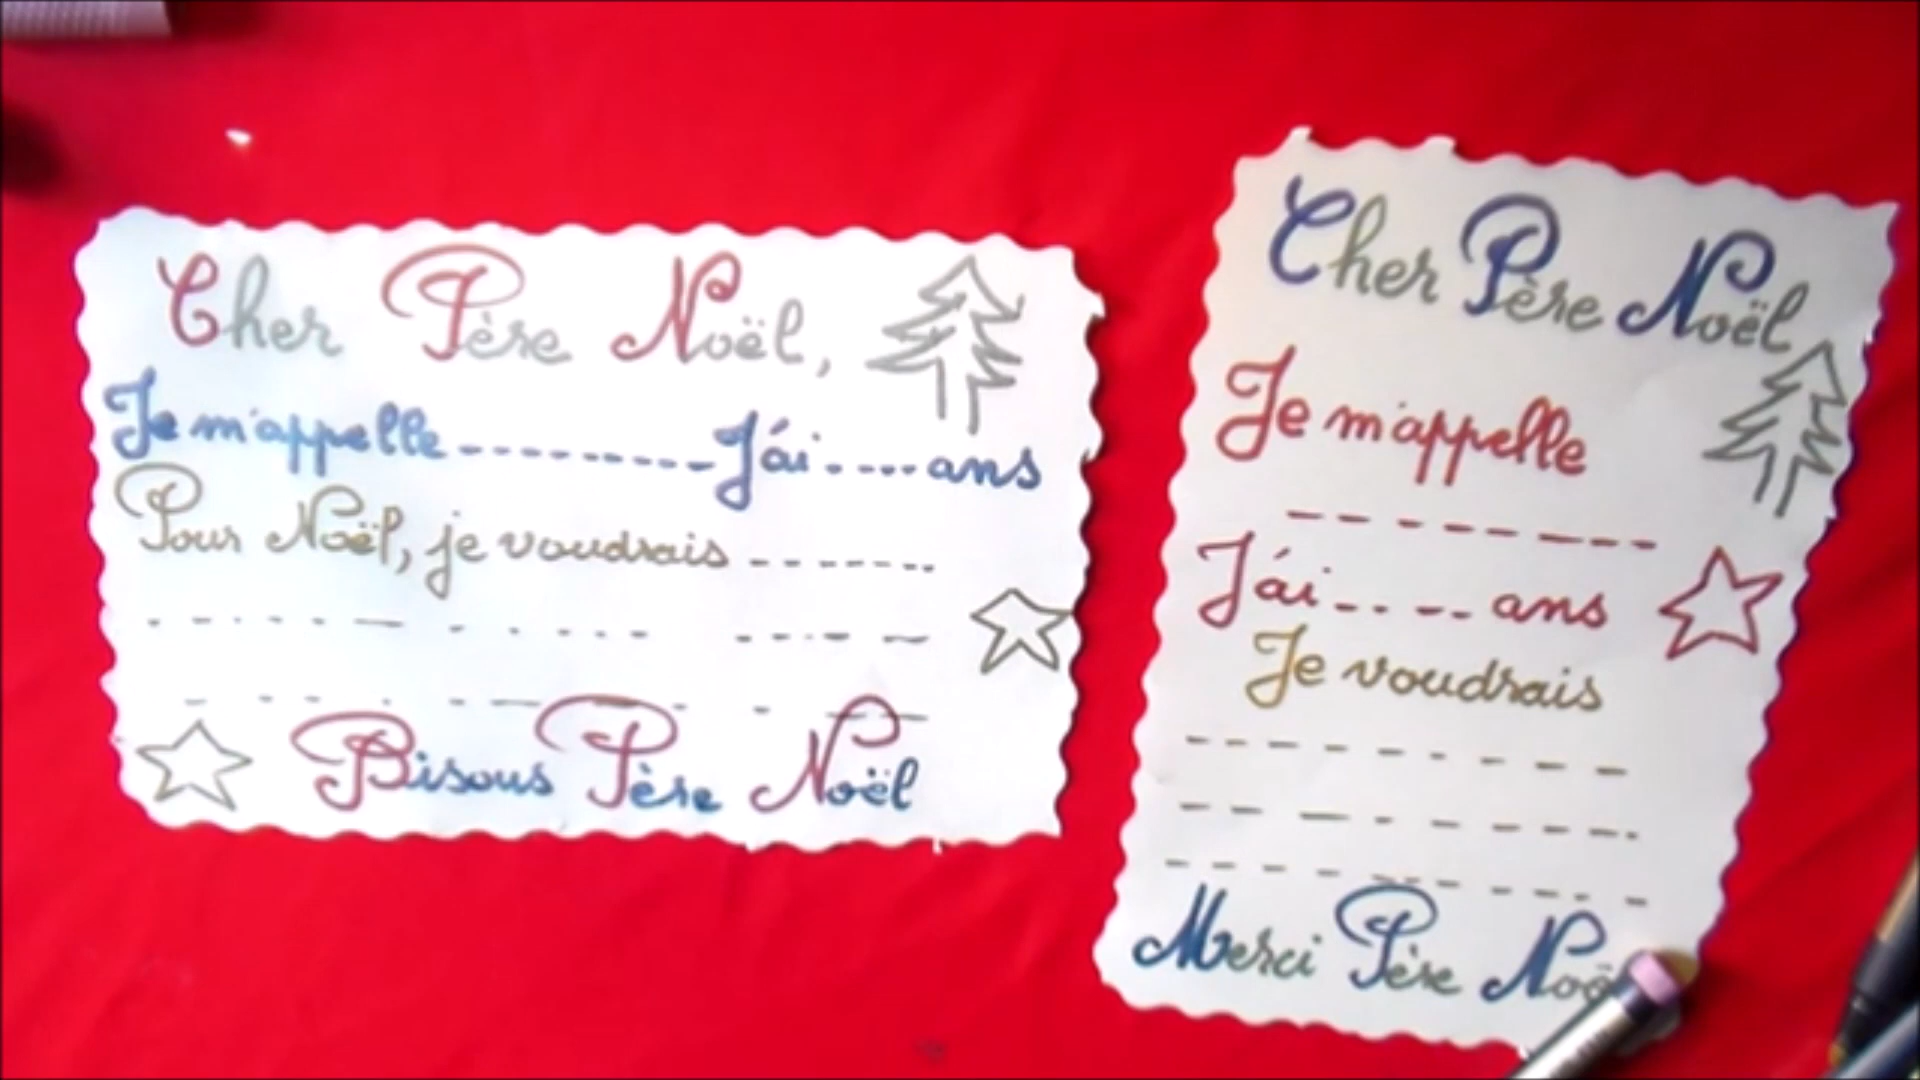 Cher Père Noël,
Je m'appelle ---------- J'ai ----- ans
Pour Noël, je voudrais -------
Bisous Père Noël
Cher Père Noël
Je m'appelle
J'ai ----- ans
Je voudrais
Merci Père Noë